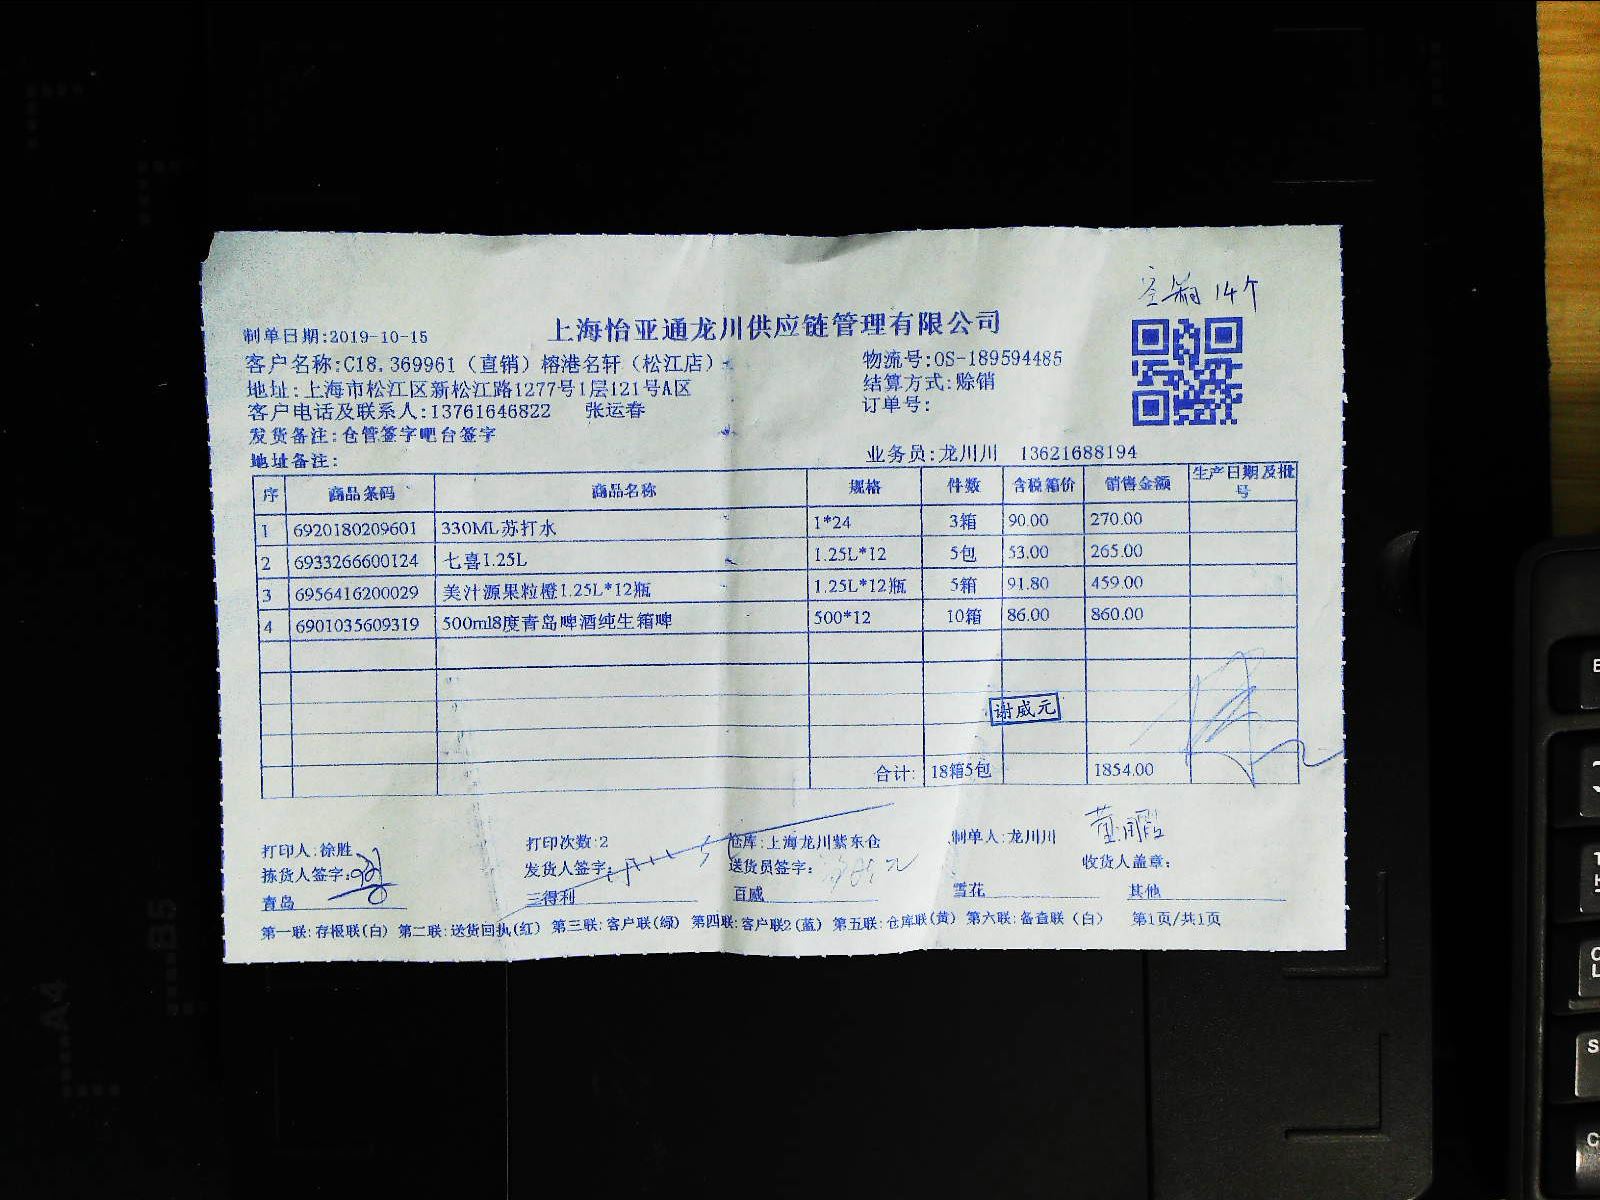 空箱 14个
上海怡亚通龙川供应链管理有限公司
制单日期:2019-10-15
客户名称:C18.369961（直销）榕港名轩（松江店） 物流号:OS-189594485
地址:上海市松江区新松江路1277号1层121号A区 结算方式:赊销
客户电话及联系人:13761646822 张运春 订单号:
发货备注:仓管签字吧台签字
地址备注: 业务员:龙川川 13621688194
序 商品条码 商品名称 规格 件数 含税箱价 销售金额 生产日期及批号
1 6920180209601 330ML苏打水 1*24 3箱 90.00 270.00
2 6933266600124 七喜1.25L 1.25L*12 5包 53.00 265.00
3 6956416200029 美汁源果粒橙1.25L*12瓶 1.25L*12瓶 5箱 91.80 459.00
4 6901035609319 500ml8度青岛啤酒纯生箱啤 500*12 10箱 86.00 860.00
谢威元
合计: 18箱5包 1854.00
打印人:徐胜 打印次数:2 仓库:上海龙川紫东仓 制单人:龙川川
拣货人签字: 发货人签字: 送货员签字: 收货人盖章:
青岛 三得利 百威 雪花 其他
第一联:存根联(白) 第二联:送货回执(红) 第三联:客户联(绿) 第四联:客户联2(蓝) 第五联:仓库联(黄) 第六联:备查联（白） 第1页/共1页
A4
B5